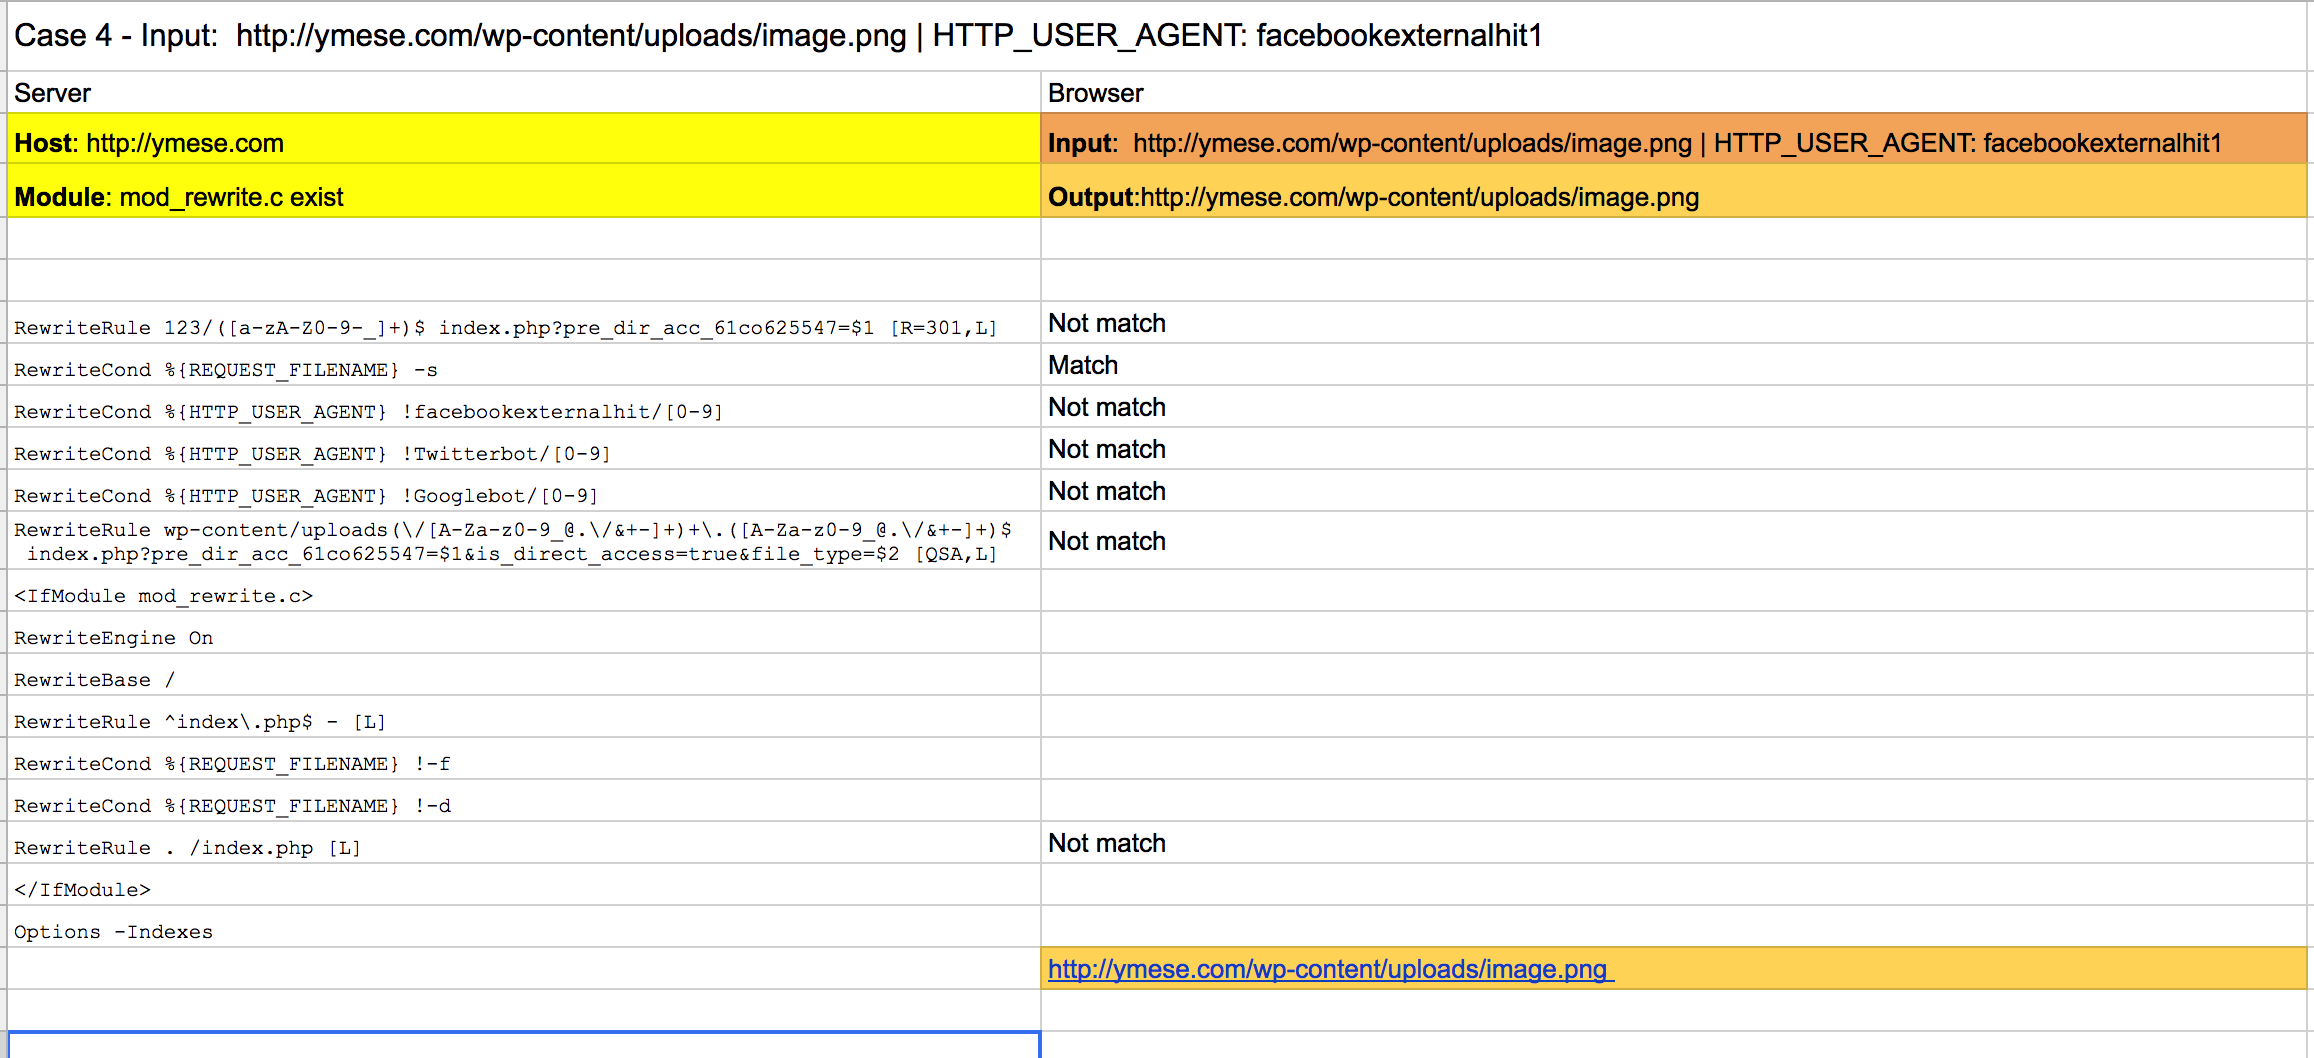 Case 4 - Input:  http://ymese.com/wp-content/uploads/image.png | HTTP_USER_AGENT: facebookexternalhit1
Server
Browser
Host: http://ymese.com
Input:  http://ymese.com/wp-content/uploads/image.png | HTTP_USER_AGENT: facebookexternalhit1
Module: mod_rewrite.c exist
Output:http://ymese.com/wp-content/uploads/image.png
RewriteRule 123/([a-zA-Z0-9-_]+)$ index.php?pre_dir_acc_61co625547=$1 [R=301,L]
Not match
RewriteCond %{REQUEST_FILENAME} -s
Match
RewriteCond %{HTTP_USER_AGENT} !facebookexternalhit/[0-9]
Not match
RewriteCond %{HTTP_USER_AGENT} !Twitterbot/[0-9]
Not match
RewriteCond %{HTTP_USER_AGENT} !Googlebot/[0-9]
Not match
RewriteRule wp-content/uploads(\/[A-Za-z0-9_@.\/&+-]+)+\.([A-Za-z0-9_@.\/&+-]+)$
index.php?pre_dir_acc_61co625547=$1&is_direct_access=true&file_type=$2 [QSA,L]
Not match
<IfModule mod_rewrite.c>
RewriteEngine On
RewriteBase /
RewriteRule ^index\.php$ - [L]
RewriteCond %{REQUEST_FILENAME} !-f
RewriteCond %{REQUEST_FILENAME} !-d
RewriteRule . /index.php [L]
Not match
</IfModule>
Options -Indexes
http://ymese.com/wp-content/uploads/image.png